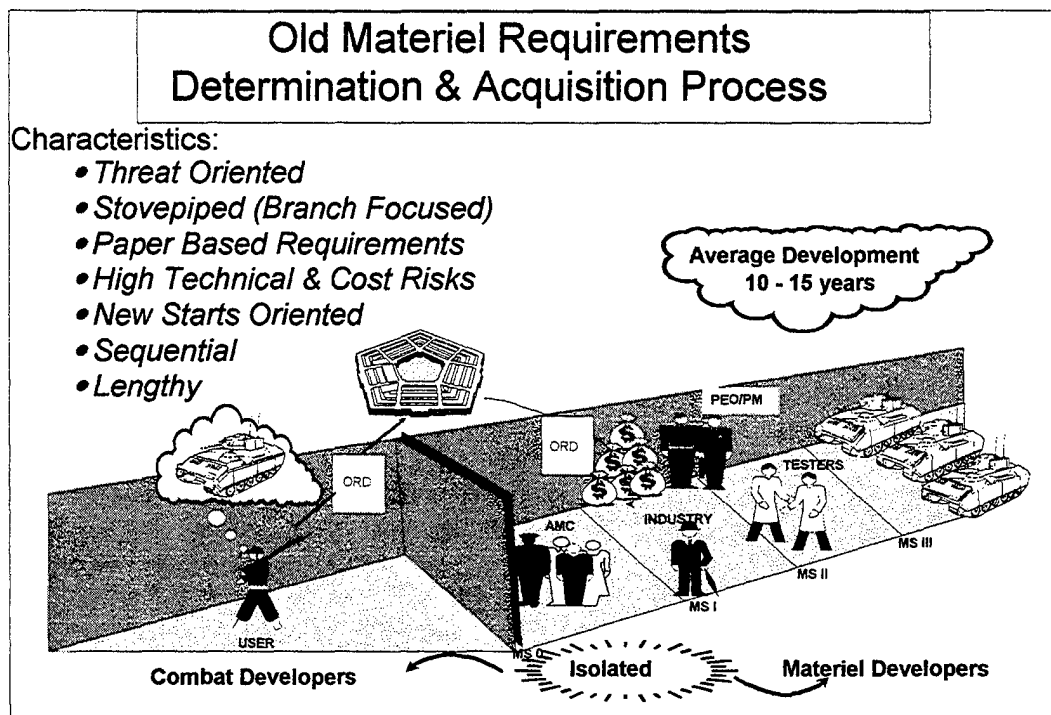 Old Materiel Requirements
Determination & Acquisition Process
Characteristics:
• Threat Oriented
• Stovepiped (Branch Focused)
• Paper Based Requirements
• High Technical & Cost Risks
• New Starts Oriented
• Sequential
• Lengthy
Average Development
10 - 15 years
PEO/PM
ORD
ORD
$
$
$
$
$
$
TESTERS
AMC
INDUSTRY
MS III
MS II
MS I
USER
MS 0
Combat Developers
Isolated
Materiel Developers